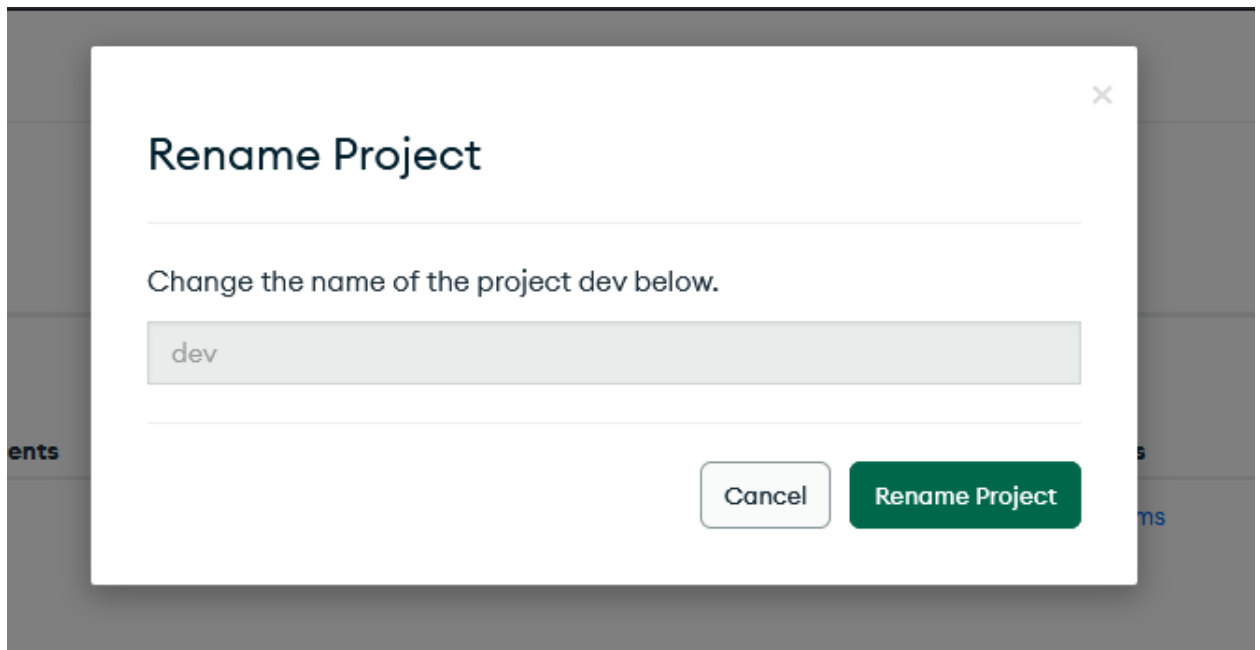 ×
Rename Project
Change the name of the project dev below.
dev
ents
s
Cancel
Rename Project
ms